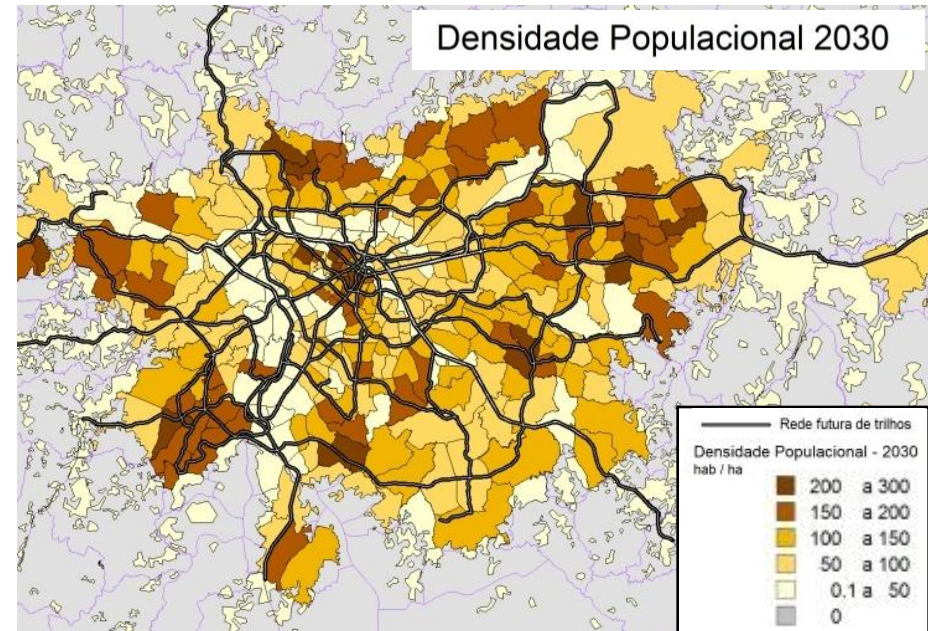 Densidade Populacional 2030
Rede futura de trilhos
Densidade Populacional - 2030
hab / ha
200 a 300
150 a 200
100 a 150
50 a 100
0.1 a 50
0